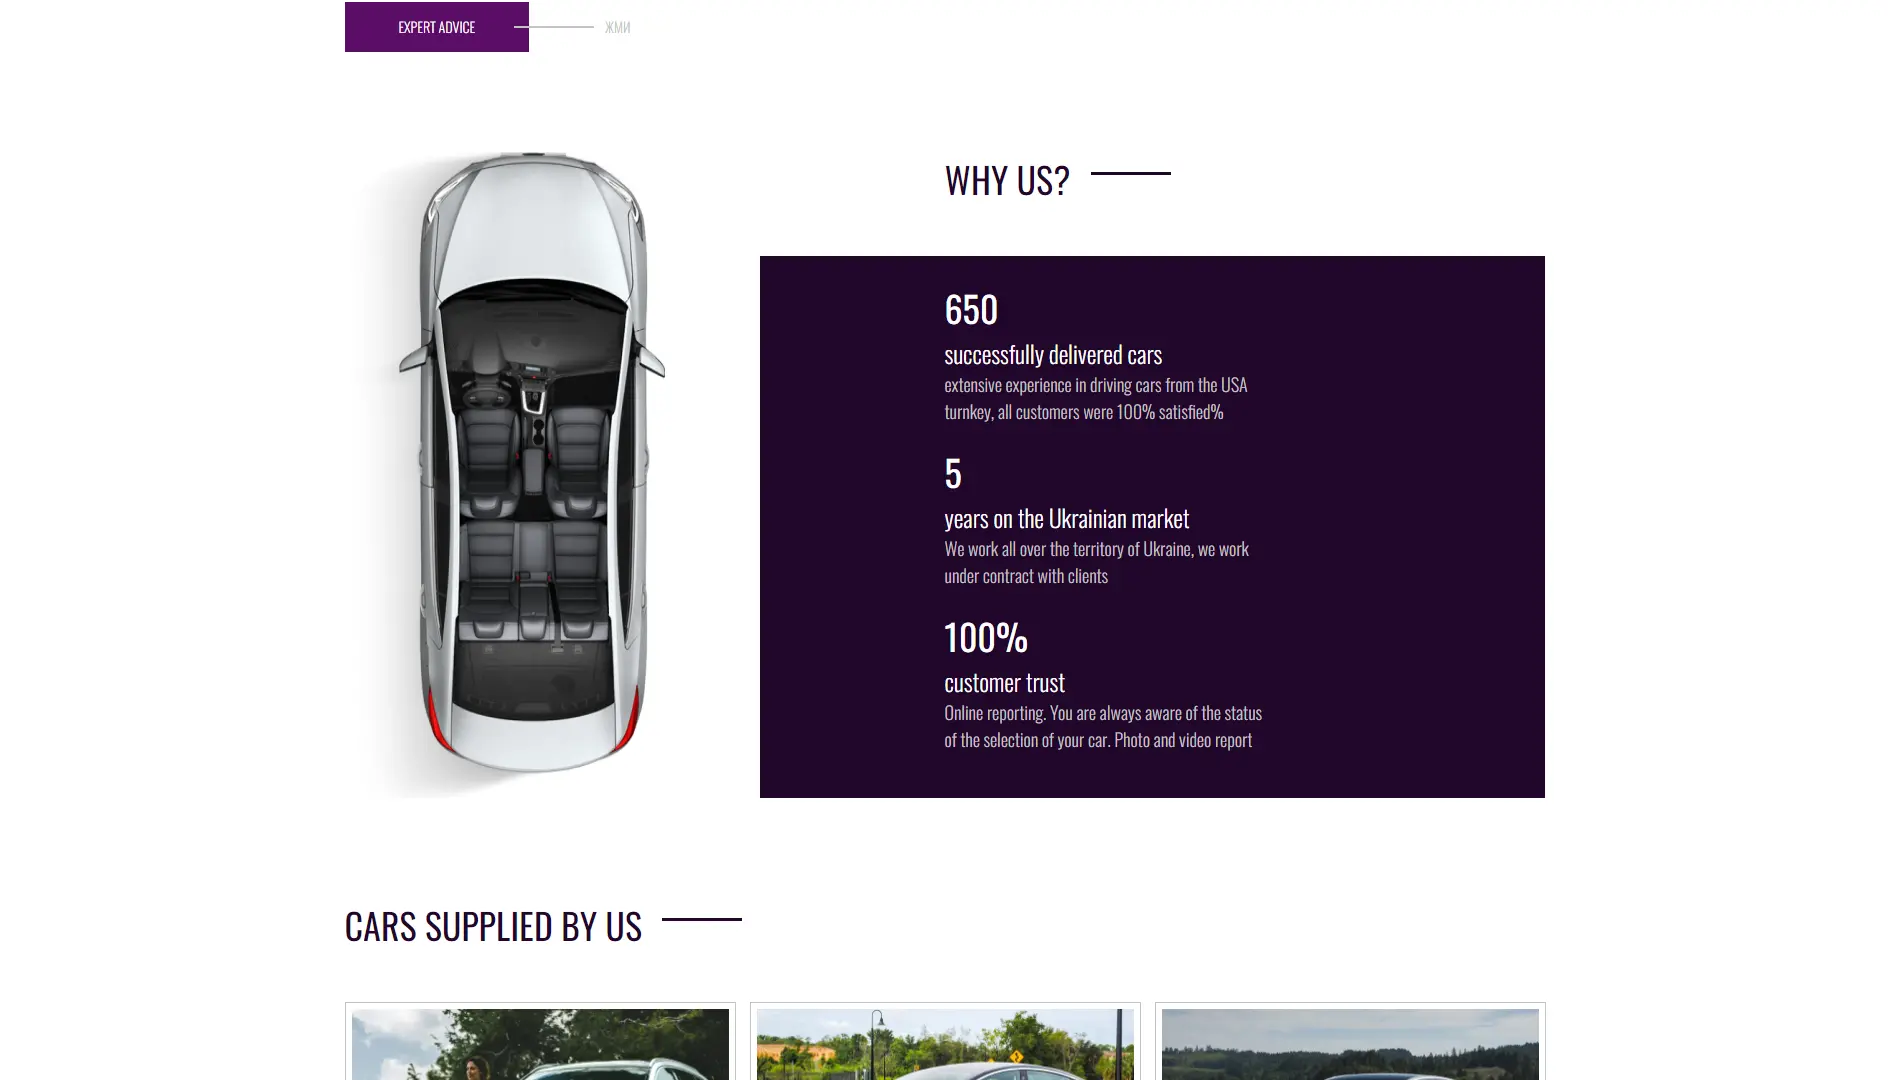 EXPERT ADVICE
ЖМИ
WHY US?
650
successfully delivered cars
extensive experience in driving cars from the USA
turnkey, all customers were 100% satisfied%
5
years on the Ukrainian market
We work all over the territory of Ukraine, we work
under contract with clients
100%
customer trust
Online reporting. You are always aware of the status
of the selection of your car. Photo and video report
CARS SUPPLIED BY US